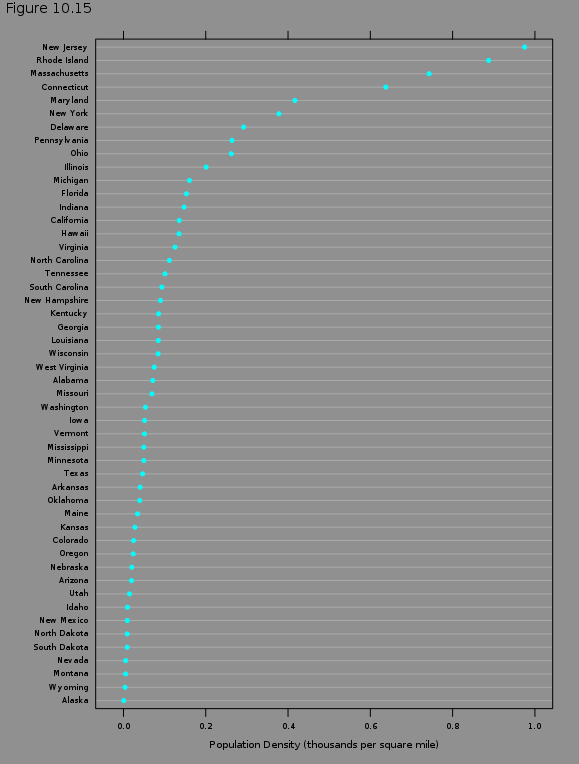 Figure 10.15
New Jersey
Rhode Island
Massachusetts
Connecticut
Maryland
New York
Delaware
Pennsylvania
Ohio
Illinois
Michigan
Florida
Indiana
California
Hawaii
Virginia
North Carolina
Tennessee
South Carolina
New Hampshire
Kentucky
Georgia
Louisiana
Wisconsin
West Virginia
Alabama
Missouri
Washington
Iowa
Vermont
Mississippi
Minnesota
Texas
Arkansas
Oklahoma
Maine
Kansas
Colorado
Oregon
Nebraska
Arizona
Utah
Idaho
New Mexico
North Dakota
South Dakota
Nevada
Montana
Wyoming
Alaska
0.0 0.2 0.4 0.6 0.8 1.0
Population Density (thousands per square mile)